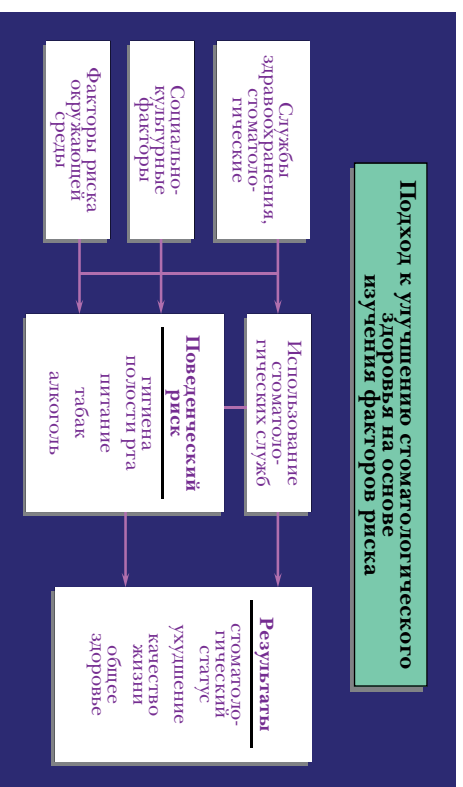 Подход к улучшению стоматологического
здоровья на основе
изучения факторов риска
Службы
здравоохранения,
стоматоло-
гические
Социально-
культурные
факторы
Факторы риска
окружающей
среды
Использование
стоматоло-
гических служб
Поведенческий
риск
гигиена
полости рта
питание
табак
алкоголь
Результаты
стоматоло-
гический
статус
ухудшение
качество
жизни
общее
здоровье